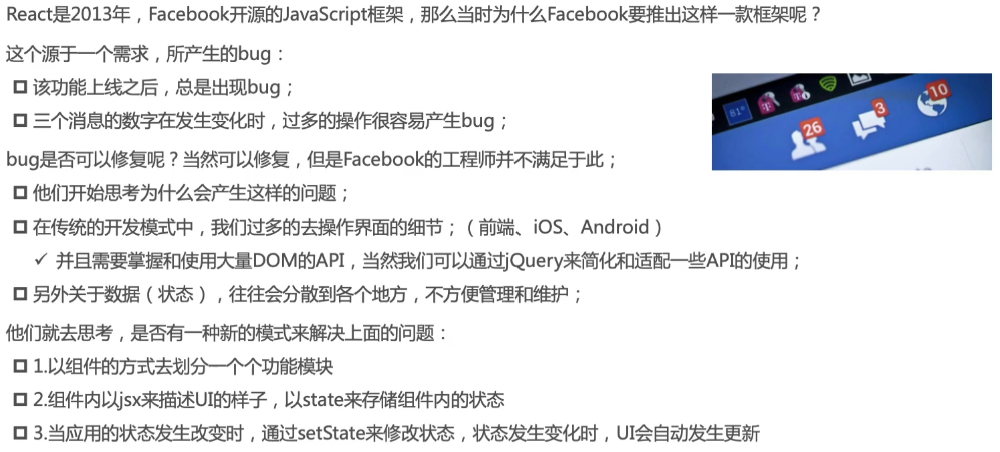 React是2013年，Facebook开源的JavaScript框架，那么当时为什么Facebook要推出这样一款框架呢？
这个源于一个需求，所产生的bug：
该功能上线之后，总是出现bug；
三个消息的数字在发生变化时，过多的操作很容易产生bug；
81°
26
3
10
bug是否可以修复呢？当然可以修复，但是Facebook的工程师并不满足于此；
他们开始思考为什么会产生这样的问题；
在传统的开发模式中，我们过多的去操作界面的细节；（前端、iOS、Android）
✓ 并且需要掌握和使用大量DOM的API，当然我们可以通过jQuery来简化和适配一些API的使用；
另外关于数据（状态），往往会分散到各个地方，不方便管理和维护；
他们就去思考，是否有一种新的模式来解决上面的问题：
1.以组件的方式去划分一个个功能模块
2.组件内以jsx来描述UI的样子，以state来存储组件内的状态
3.当应用的状态发生改变时，通过setState来修改状态，状态发生变化时，UI会自动发生更新